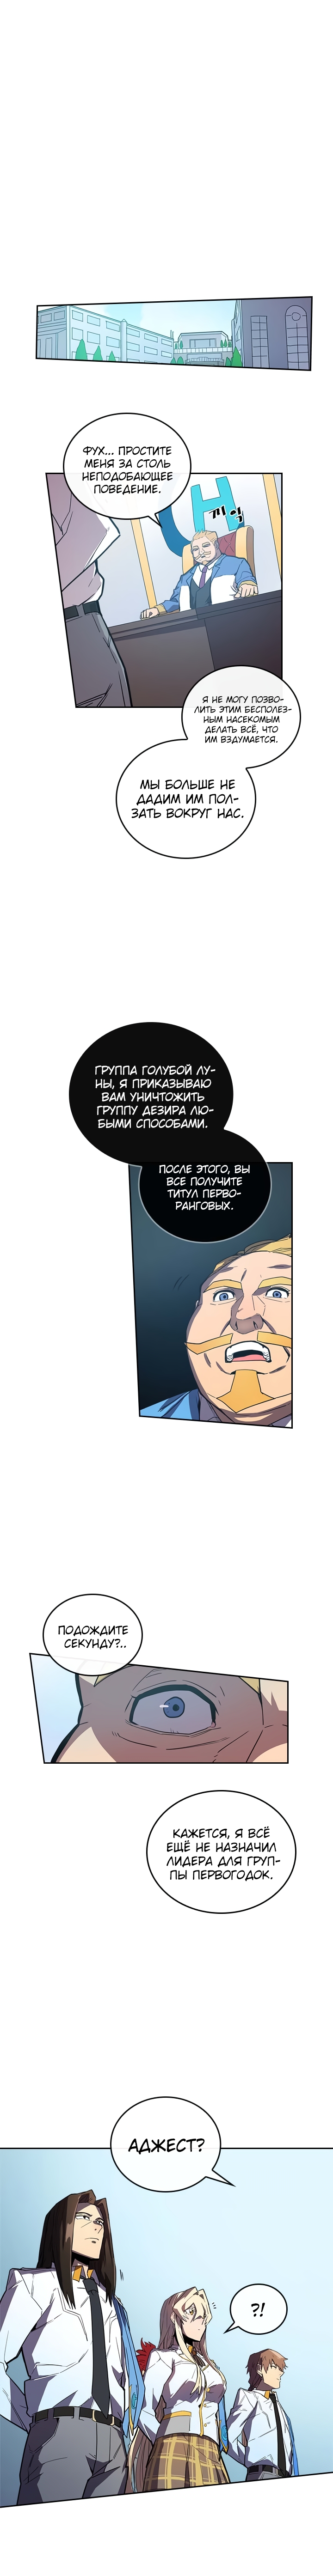 ФУХ... ПРОСТИТЕ
МЕНЯ ЗА СТОЛЬ
НЕПОДОБАЮЩЕЕ
ПОВЕДЕНИЕ.
Я НЕ МОГУ ПОЗВО-
ЛИТЬ ЭТИМ БЕСПОЛЕЗ-
НЫМ НАСЕКОМЫМ
ДЕЛАТЬ ВСЁ, ЧТО
ИМ ВЗДУМАЕТСЯ.
МЫ БОЛЬШЕ НЕ
ДАДИМ ИМ ПОЛ-
ЗАТЬ ВОКРУГ НАС.
ГРУППА ГОЛУБОЙ ЛУ-
НЫ, Я ПРИКАЗЫВАЮ
ВАМ УНИЧТОЖИТЬ
ГРУППУ ДЕЗИРА ЛЮ-
БЫМИ СПОСОБАМИ.
ПОСЛЕ ЭТОГО, ВЫ
ВСЕ ПОЛУЧИТЕ
ТИТУЛ ПЕРВО-
РАНГОВЫХ.
ПОДОЖДИТЕ
СЕКУНДУ?..
КАЖЕТСЯ, Я ВСЁ
ЕЩЁ НЕ НАЗНАЧИЛ
ЛИДЕРА ДЛЯ ГРУП-
ПЫ ПЕРВОГОДОК.
АДЖЕСТ?
?!